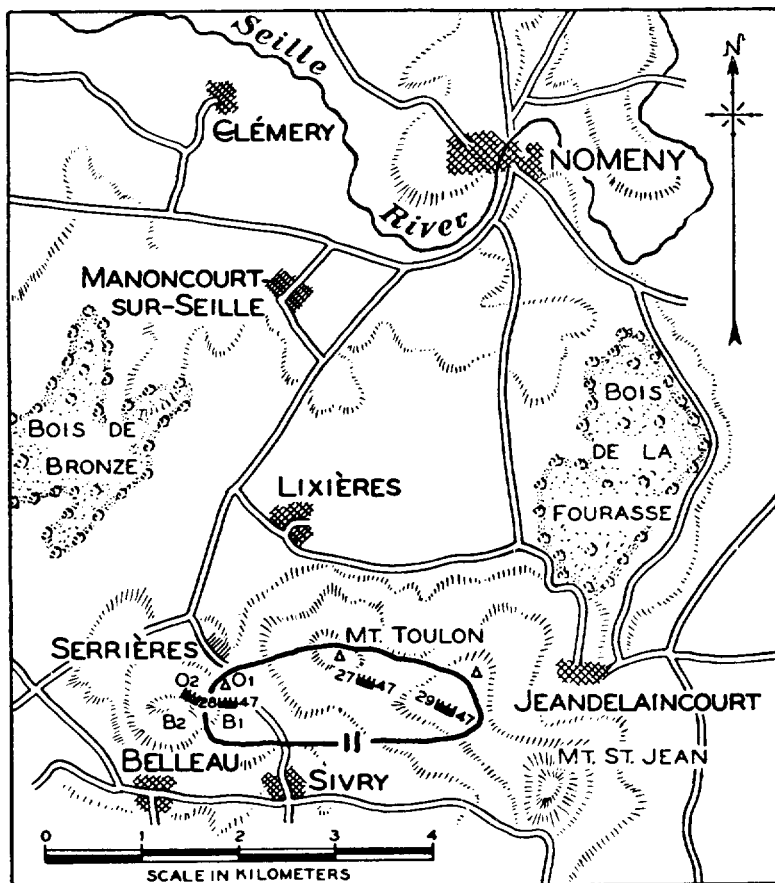 Seille
N
CLÉMERY
NOMENY
River
MANONCOURT
SUR-SEILLE
BOIS
BOIS DE
BRONZE
DE LA
LIXIÈRES
FOURASSE
SERRIÈRES
MT. TOULON
O2
O1
27 47
28 47
29 47
JEANDELAINCOURT
B2
B1
II
BELLEAU
SIVRY
MT. ST. JEAN
0 1 2 3 4
SCALE IN KILOMETERS